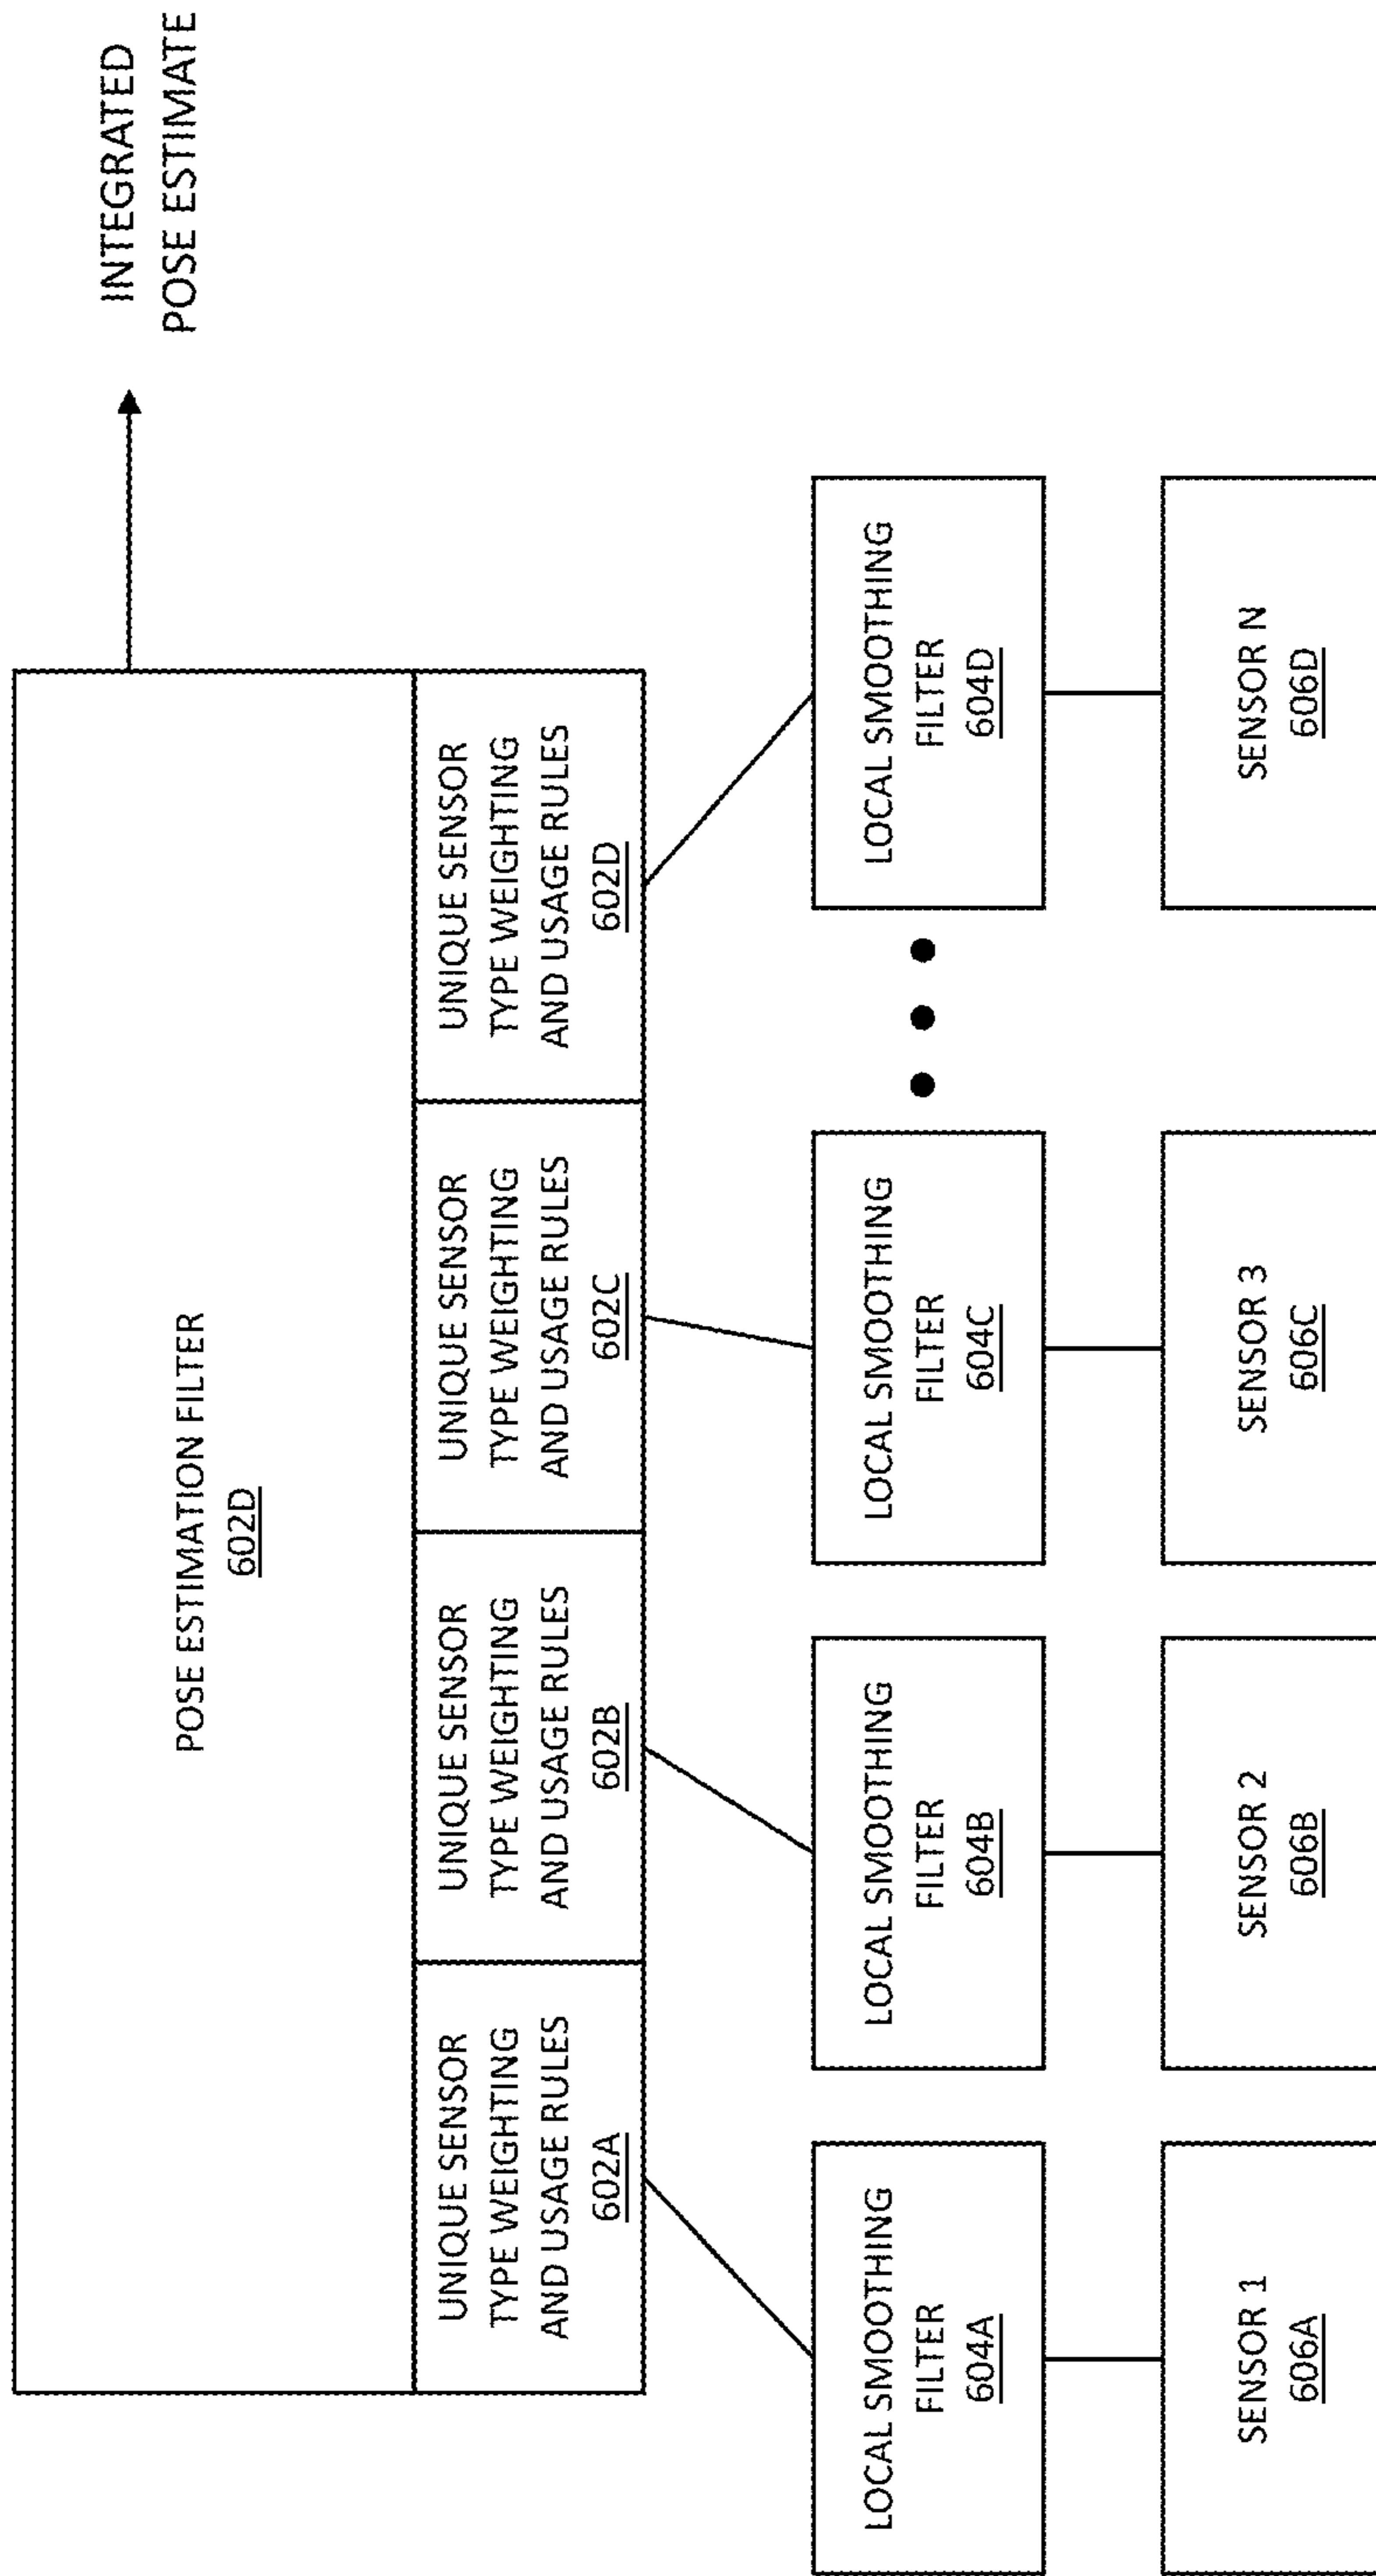 POSE ESTIMATION FILTER
602D
INTEGRATED
POSE ESTIMATE
UNIQUE SENSOR
TYPE WEIGHTING
AND USAGE RULES
602A
UNIQUE SENSOR
TYPE WEIGHTING
AND USAGE RULES
602B
UNIQUE SENSOR
TYPE WEIGHTING
AND USAGE RULES
602C
UNIQUE SENSOR
TYPE WEIGHTING
AND USAGE RULES
602D
LOCAL SMOOTHING
FILTER
604A
LOCAL SMOOTHING
FILTER
604B
LOCAL SMOOTHING
FILTER
604C
LOCAL SMOOTHING
FILTER
604D
SENSOR 1
606A
SENSOR 2
606B
SENSOR 3
606C
SENSOR N
606D